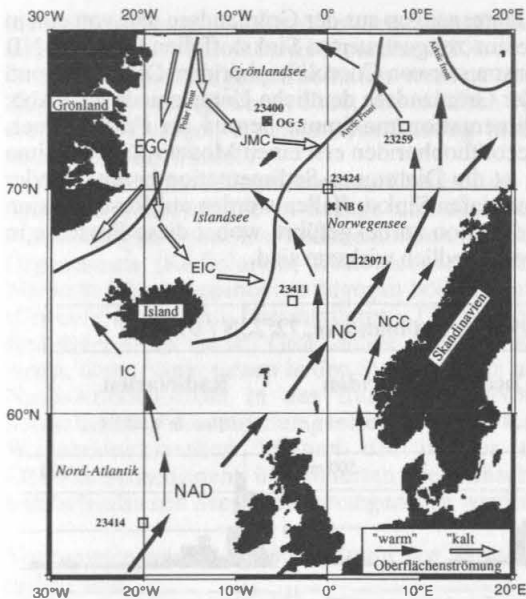 30°W 20°W 10°W 0°W 10°E 20°E
Grönland
Grönlandsee
Polar Front
Arctic Front
23400
OG 5
EGC
JMC
23259
70°N
70°N
23424
NB 6
Islandsee
Norwegensee
EIC
23071
23411
Island
Skandinavien
NC
NCC
IC
60°N
60°N
Nord-Atlantik
NAD
23414
"warm" "kalt"
Oberflächenströmung
30°W 20°W 10°W 0°W 10°E 20°E